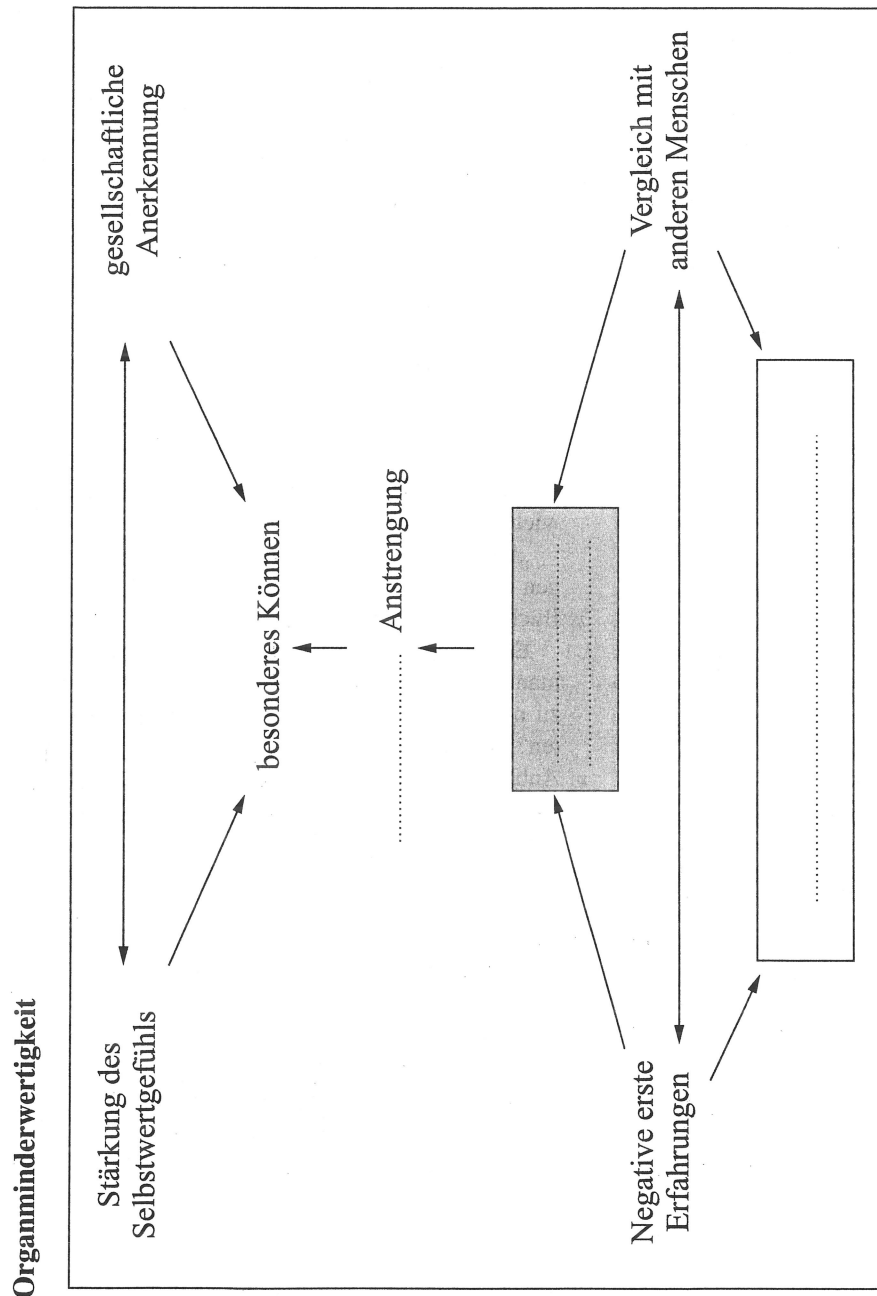 Organminderwertigkeit
Stärkung des
Selbstwertgefühls
gesellschaftliche
Anerkennung
besonderes Können
.............................. Anstrengung
Negative erste
Erfahrungen
Vergleich mit
anderen Menschen